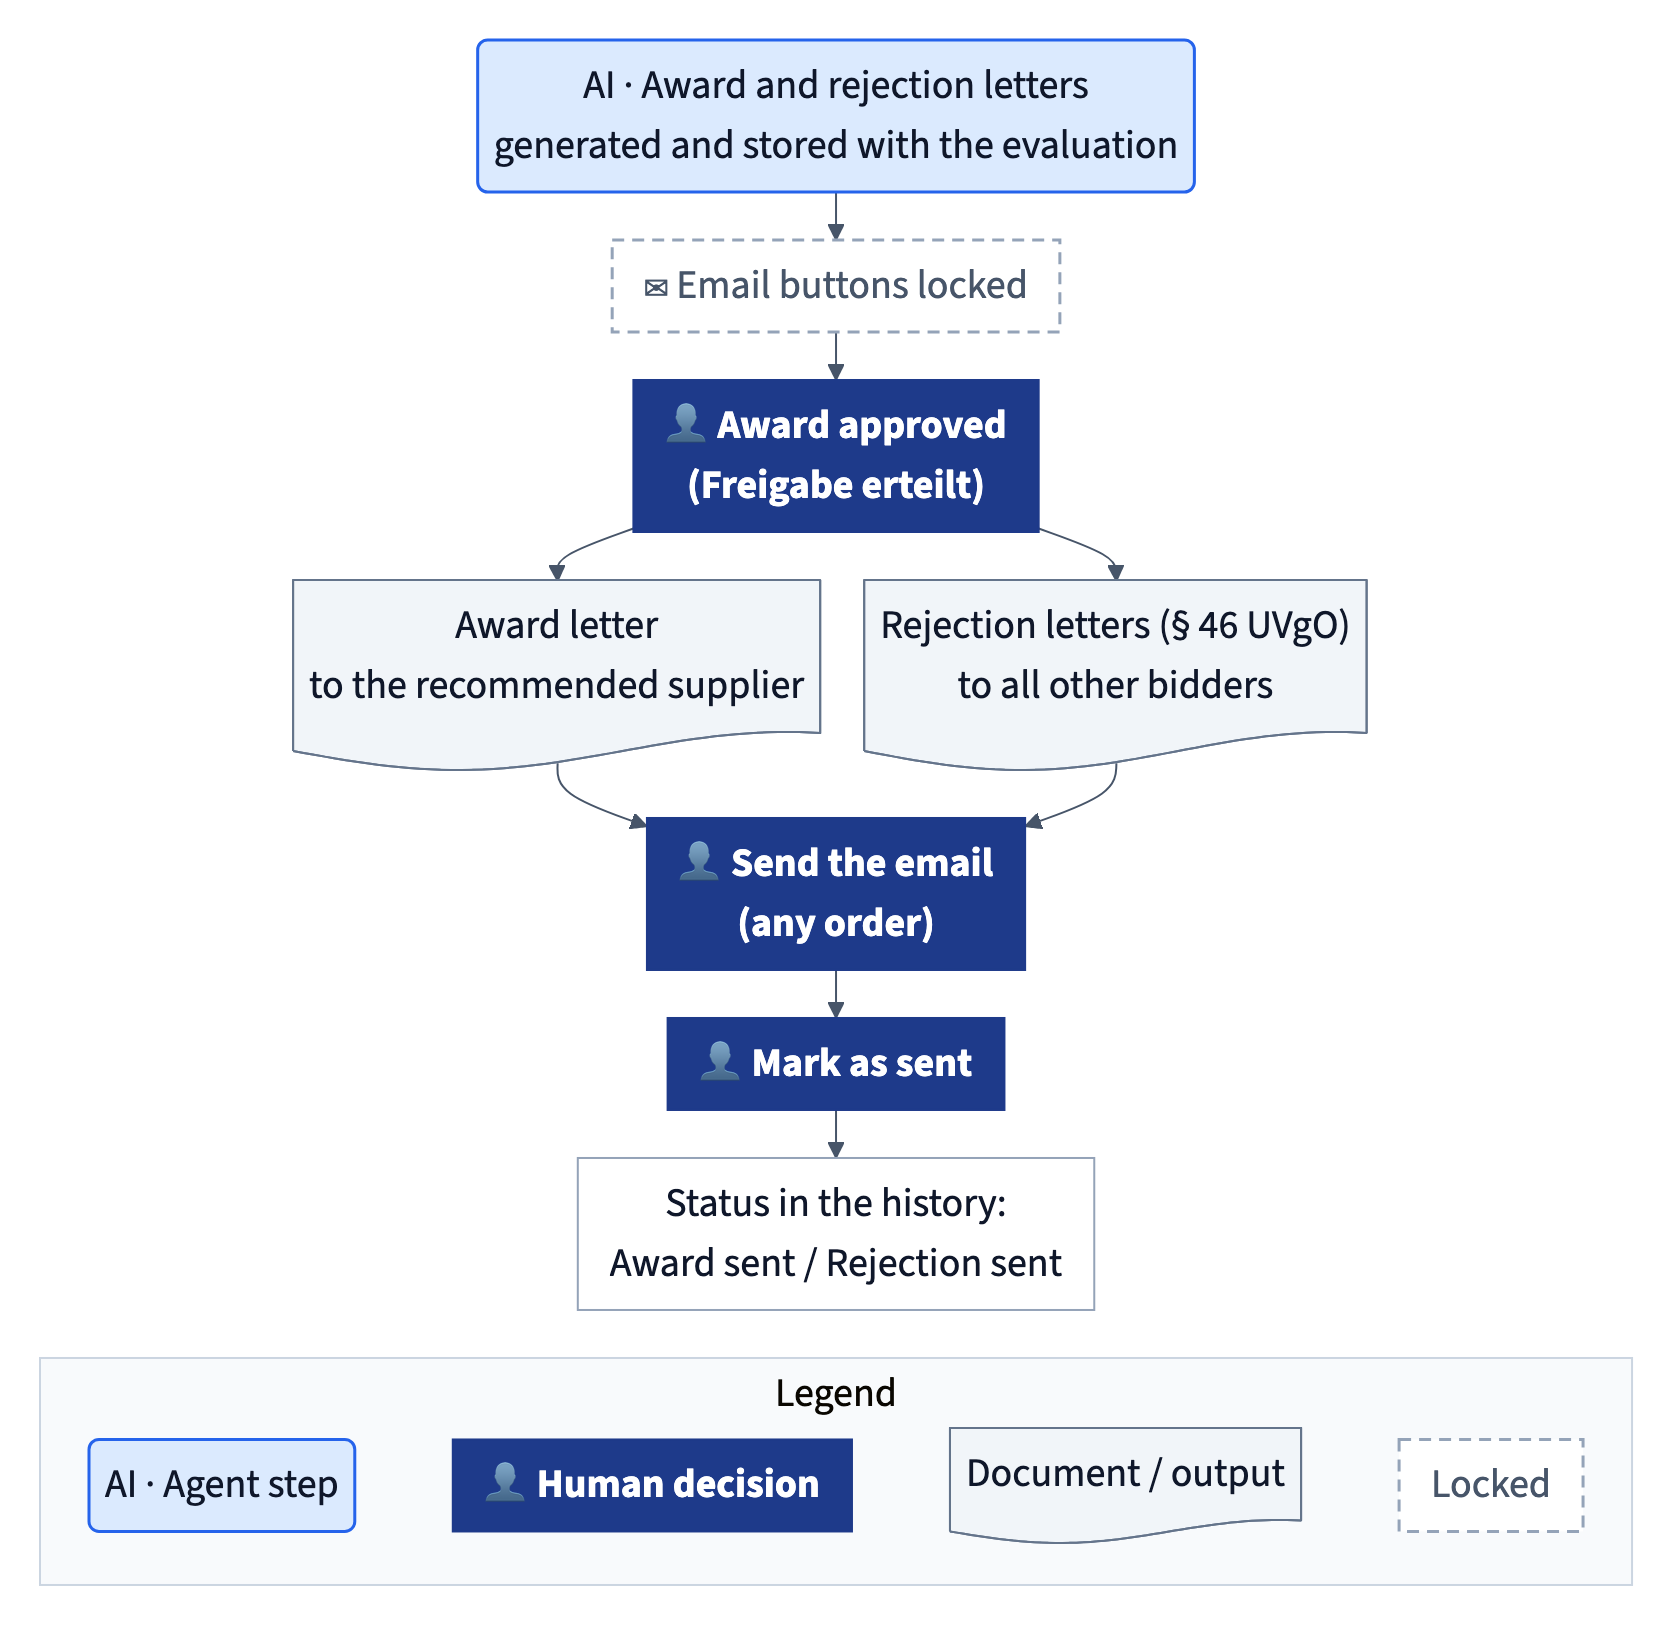 AI · Award and rejection letters
generated and stored with the evaluation
✉ Email buttons locked
👤 Award approved
(Freigabe erteilt)
Award letter
to the recommended supplier
Rejection letters (§ 46 UVgO)
to all other bidders
👤 Send the email
(any order)
👤 Mark as sent
Status in the history:
Award sent / Rejection sent
Legend
AI · Agent step
👤 Human decision
Document / output
Locked